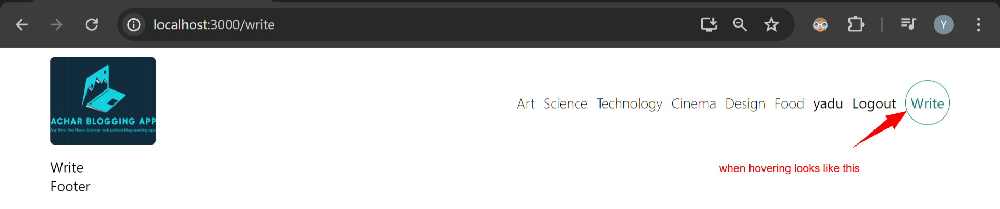 localhost:3000/write
Y
ACHAR BLOGGING APP
Any Time, Any Place, Science tech political blog creating app
Art Science Technology Cinema Design Food yadu Logout Write
when hovering looks like this
Write
Footer